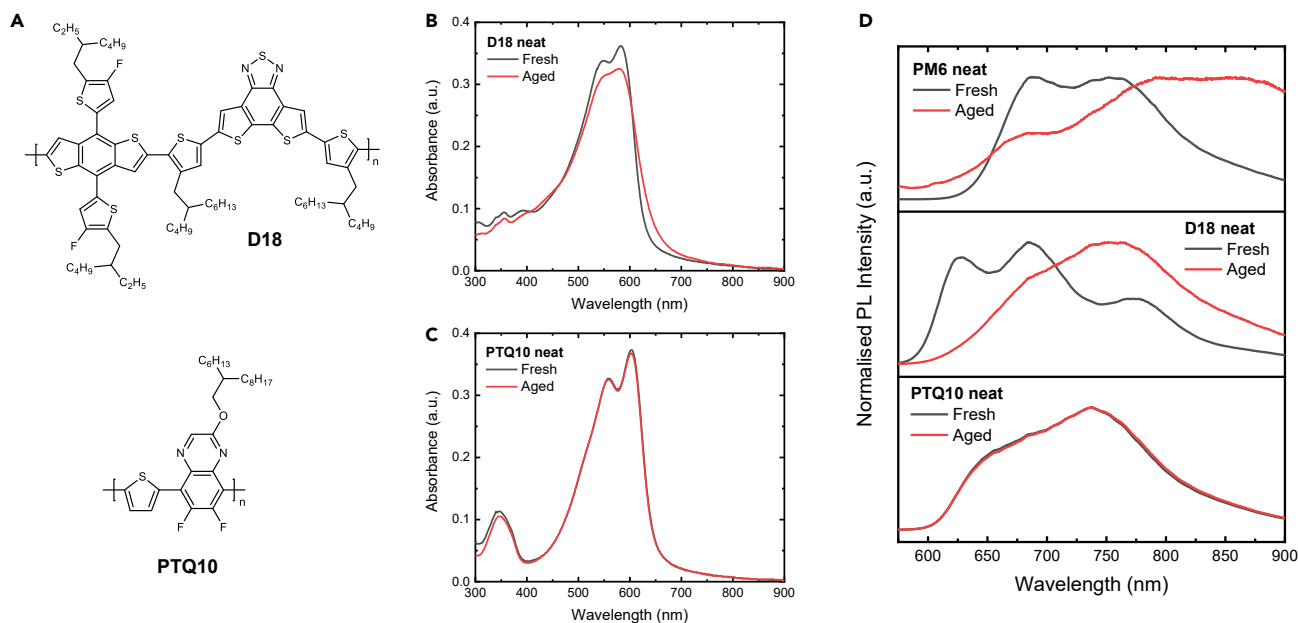 A
C₂H₅
C₄H₉
F
S
S
S
S
N
S
N
S
S
S
n
C₆H₁₃
C₄H₉
C₆H₁₃
C₄H₉
S
F
C₄H₉
C₂H₅
D18
C₆H₁₃
C₈H₁₇
O
N
N
S
n
F
F
PTQ10
B
D18 neat
Fresh
Aged
Absorbance (a.u.)
0.4
0.3
0.2
0.1
0.0
300 400 500 600 700 800 900
Wavelength (nm)
C
PTQ10 neat
Fresh
Aged
Absorbance (a.u.)
0.4
0.3
0.2
0.1
0.0
300 400 500 600 700 800 900
Wavelength (nm)
D
Normalised PL Intensity (a.u.)
PM6 neat
Fresh
Aged
D18 neat
Fresh
Aged
PTQ10 neat
Fresh
Aged
600 650 700 750 800 850 900
Wavelength (nm)